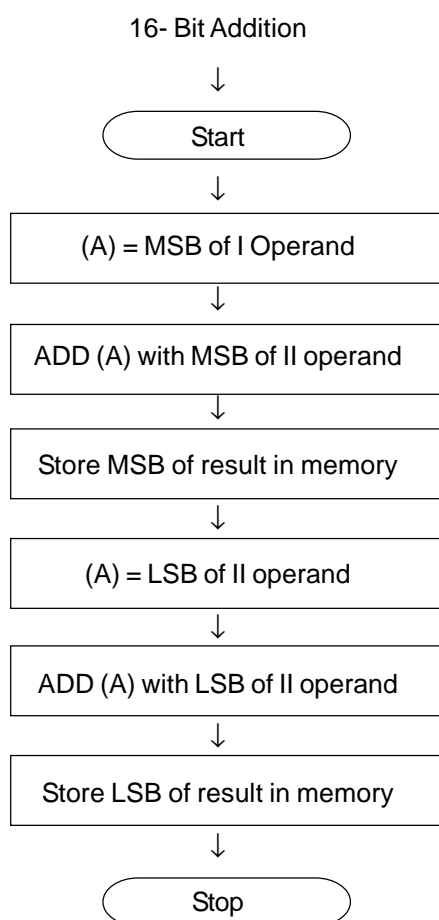 16- Bit Addition
↓
Start
↓
(A) = MSB of I Operand
↓
ADD (A) with MSB of II operand
↓
Store MSB of result in memory
↓
(A) = LSB of II operand
↓
ADD (A) with LSB of II operand
↓
Store LSB of result in memory
↓
Stop